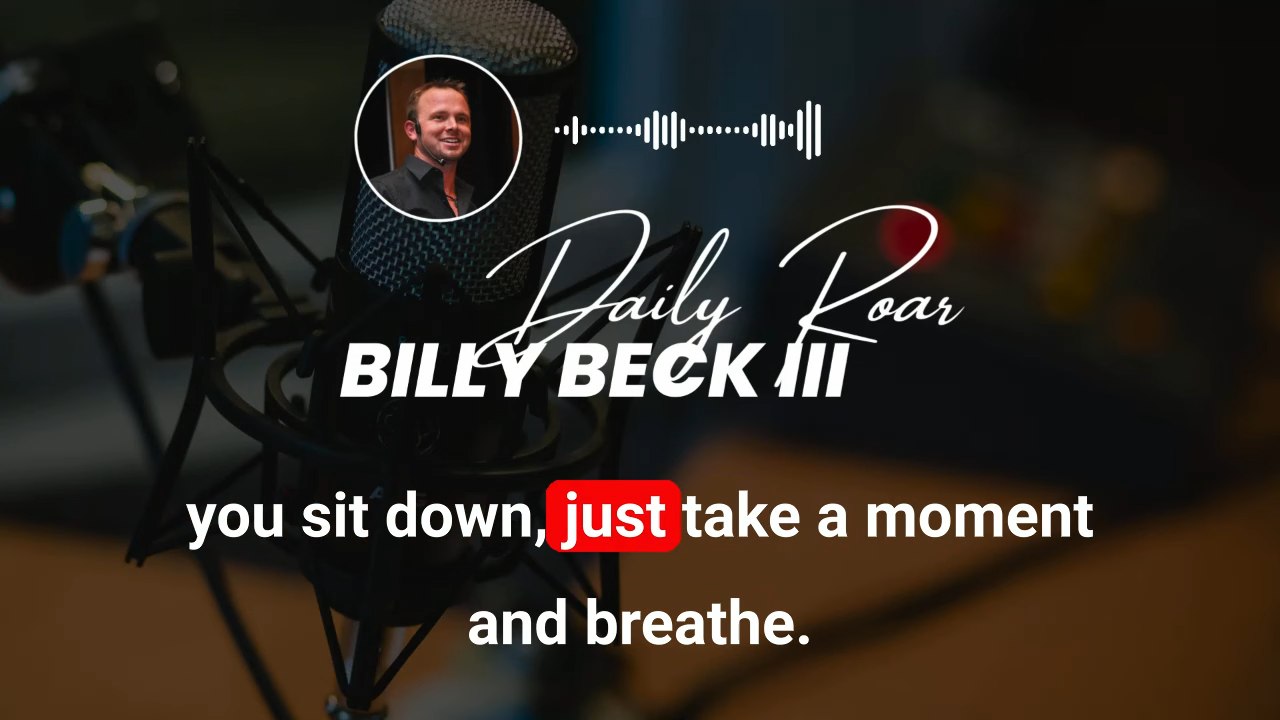 Daily Roar
BILLY BECK III
you sit down, just take a moment
and breathe.